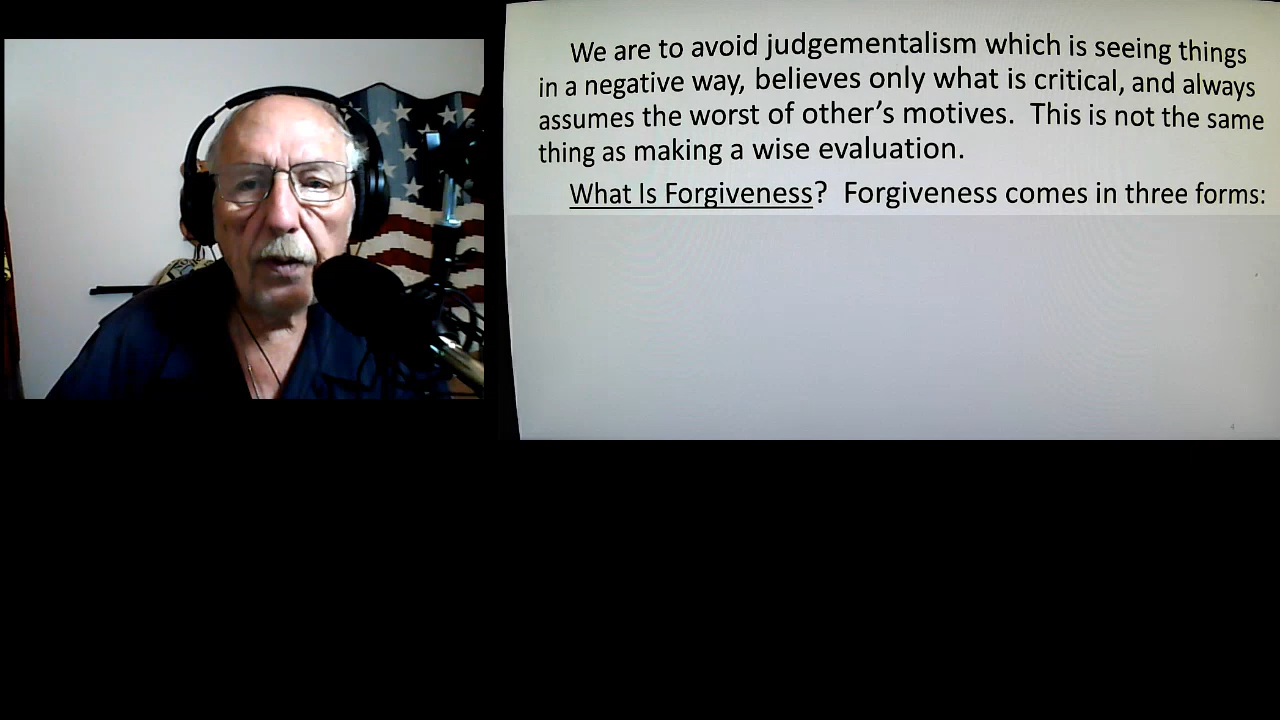 We are to avoid judgementalism which is seeing things
in a negative way, believes only what is critical, and always
assumes the worst of other's motives. This is not the same
thing as making a wise evaluation.
What Is Forgiveness? Forgiveness comes in three forms:
4